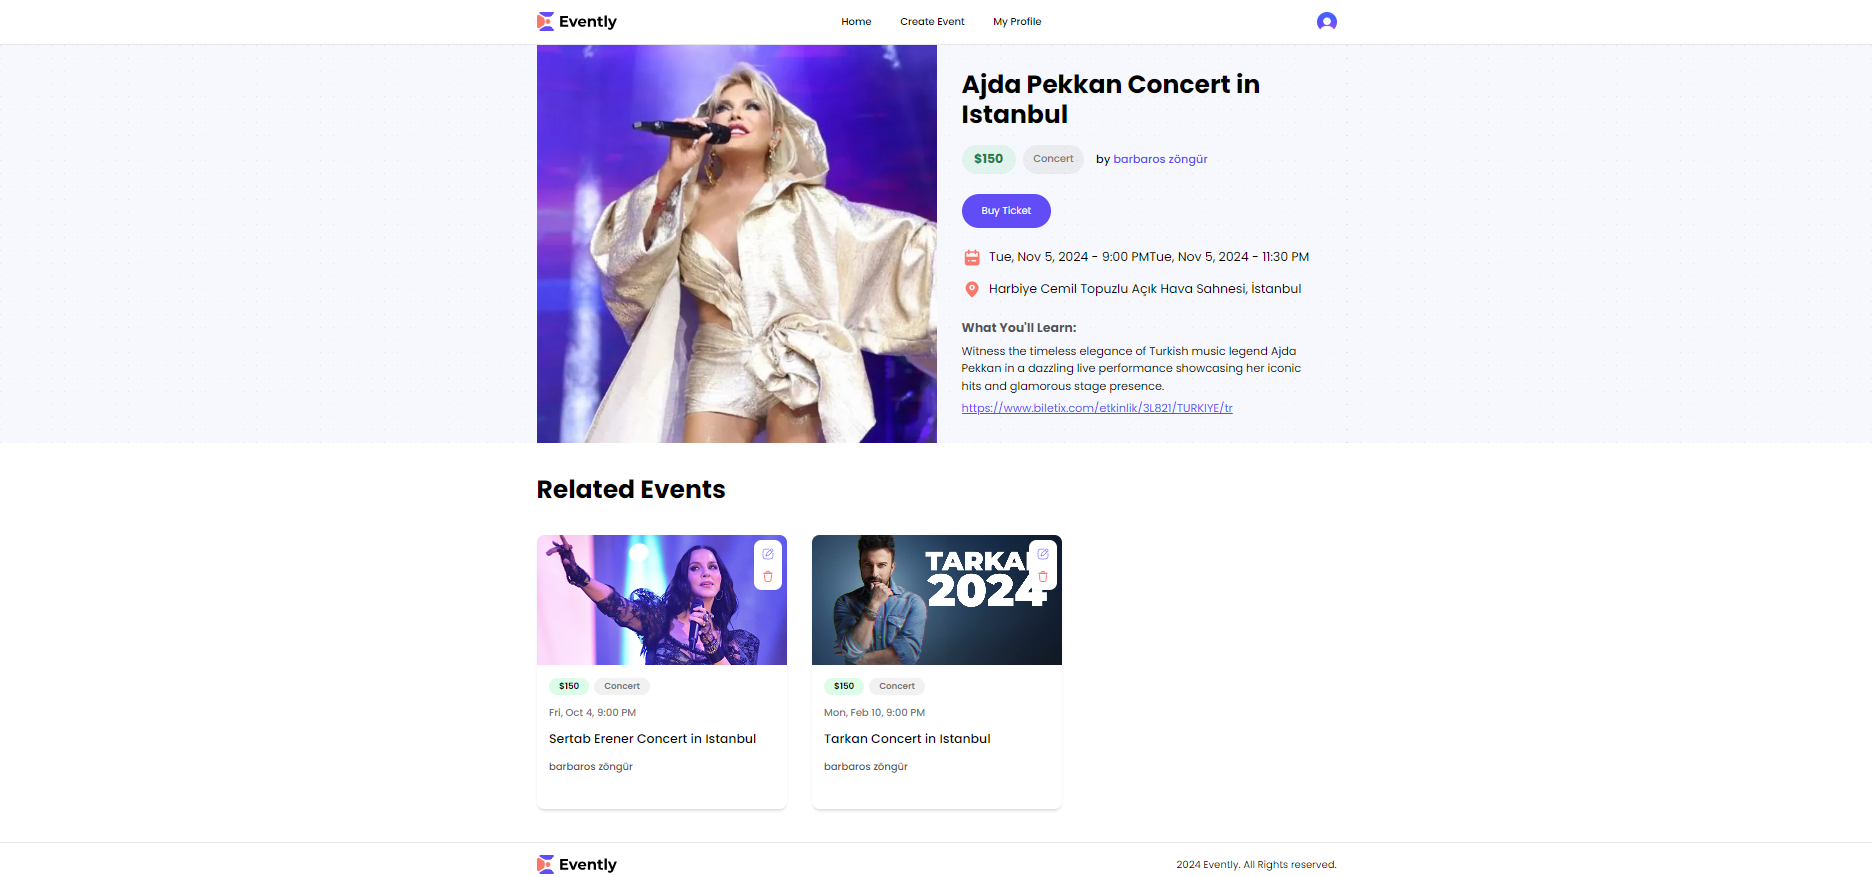 Evently
Home
Create Event
My Profile
Ajda Pekkan Concert in
Istanbul
$150
Concert
by barbaros zöngür
Buy Ticket
Tue, Nov 5, 2024 - 9:00 PMTue, Nov 5, 2024 - 11:30 PM
Harbiye Cemil Topuzlu Açık Hava Sahnesi, İstanbul
What You'll Learn:
Witness the timeless elegance of Turkish music legend Ajda
Pekkan in a dazzling live performance showcasing her iconic
hits and glamorous stage presence.
https://www.biletix.com/etkinlik/3L821/TURKIYE/tr
Related Events
$150
Concert
Fri, Oct 4, 9:00 PM
Sertab Erener Concert in Istanbul
barbaros zöngür
TARKAN
2024
$150
Concert
Mon, Feb 10, 9:00 PM
Tarkan Concert in Istanbul
barbaros zöngür
Evently
2024 Evently. All Rights reserved.